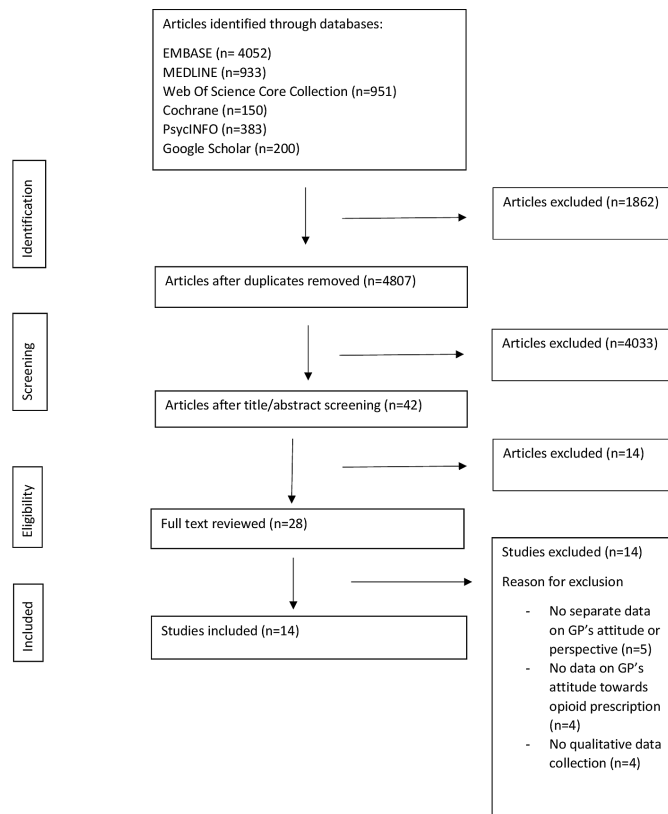 Articles identified through databases:
EMBASE (n= 4052)
MEDLINE (n=933)
Web Of Science Core Collection (n=951)
Cochrane (n=150)
PsycINFO (n=383)
Google Scholar (n=200)
Identification
Articles excluded (n=1862)
Articles after duplicates removed (n=4807)
Screening
Articles excluded (n=4033)
Articles after title/abstract screening (n=42)
Eligibility
Articles excluded (n=14)
Full text reviewed (n=28)
Included
Studies included (n=14)
Studies excluded (n=14)
Reason for exclusion
- No separate data
on GP’s attitude or
perspective (n=5)
- No data on GP’s
attitude towards
opioid prescription
(n=4)
- No qualitative data
collection (n=4)